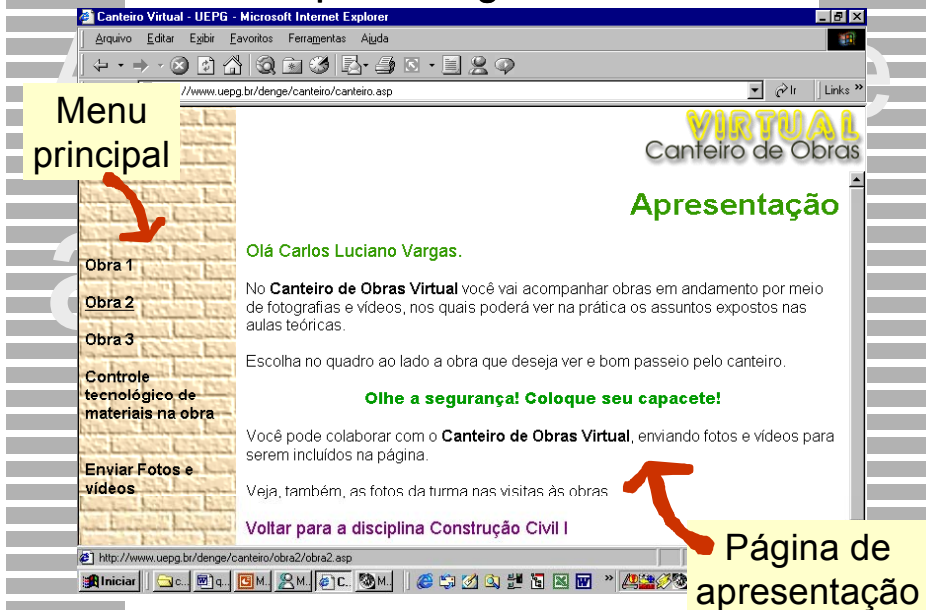 Canteiro Virtual - UEPG - Microsoft Internet Explorer
Arquivo Editar Exibir Favoritos Ferramentas Ajuda
//www.uepg.br/denge/canteiro/canteiro.asp
Ir
Links »
Menu
principal
VIRTUAL
Canteiro de Obras
Apresentação
Olá Carlos Luciano Vargas.
No Canteiro de Obras Virtual você vai acompanhar obras em andamento por meio
de fotografias e vídeos, nos quais poderá ver na prática os assuntos expostos nas
aulas teóricas.
Escolha no quadro ao lado a obra que deseja ver e bom passeio pelo canteiro.
Olhe a segurança! Coloque seu capacete!
Você pode colaborar com o Canteiro de Obras Virtual, enviando fotos e vídeos para
serem incluídos na página.
Veja, também, as fotos da turma nas visitas às obras
Voltar para a disciplina Construção Civil I
Obra 1
Obra 2
Obra 3
Controle
tecnológico de
materiais na obra
Enviar Fotos e
vídeos
Página de
apresentação
http://www.uepg.br/denge/canteiro/obra2/obra2.asp
Iniciar
c...
q...
M...
M...
C...
M...